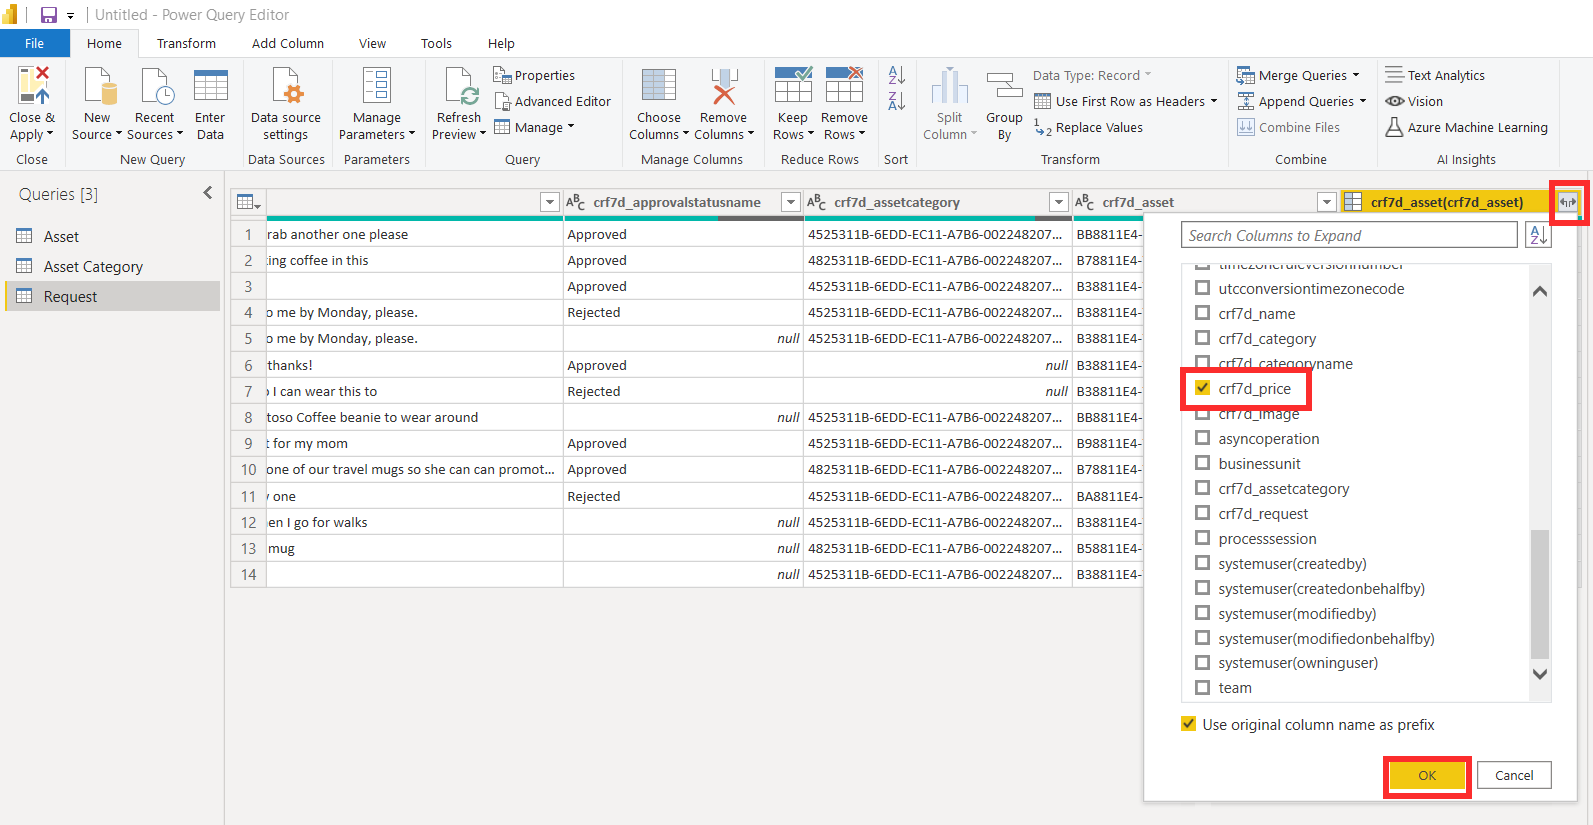 Untitled - Power Query Editor
File Home Transform Add Column View Tools Help
Close & Apply
New Source
Recent Sources
Enter Data
Data source settings
Manage Parameters
Refresh Preview
Properties
Advanced Editor
Manage
Choose Columns
Remove Columns
Keep Rows
Remove Rows
Split Column
Group By
Data Type: Record
Use First Row as Headers
Replace Values
Merge Queries
Append Queries
Combine Files
Text Analytics
Vision
Azure Machine Learning
Close New Query Data Sources Parameters Query Manage Columns Reduce Rows Sort Transform Combine AI Insights
Queries [3]
Asset
Asset Category
Request
crf7d_approvalstatusname crf7d_assetcategory crf7d_asset crf7d_asset(crf7d_asset)
1 rab another one please Approved 4525311B-6EDD-EC11-A7B6-002248207... BB8811E4-
2 ing coffee in this Approved 4825311B-6EDD-EC11-A7B6-002248207... B78811E4-
3 Approved 4525311B-6EDD-EC11-A7B6-002248207... B38811E4-
4 o me by Monday, please. Rejected 4525311B-6EDD-EC11-A7B6-002248207... B38811E4-
5 o me by Monday, please. null 4525311B-6EDD-EC11-A7B6-002248207... B38811E4-
6 thanks! Approved null B38811E4-
7 I can wear this to Rejected null B38811E4-
8 toso Coffee beanie to wear around null 4525311B-6EDD-EC11-A7B6-002248207... BB8811E4-
9 t for my mom Approved 4525311B-6EDD-EC11-A7B6-002248207... B98811E4-
10 one of our travel mugs so she can can promot... Approved 4825311B-6EDD-EC11-A7B6-002248207... B78811E4-
11 one Rejected 4525311B-6EDD-EC11-A7B6-002248207... BA8811E4-
12 en I go for walks null 4525311B-6EDD-EC11-A7B6-002248207... B38811E4-
13 mug null 4825311B-6EDD-EC11-A7B6-002248207... B58811E4-
14 null 4525311B-6EDD-EC11-A7B6-002248207... B38811E4-
Search Columns to Expand
timezoneruleversionnumber
utcconversiontimezonecode
crf7d_name
crf7d_category
crf7d_categoryname
crf7d_price
crf7d_image
asyncoperation
businessunit
crf7d_assetcategory
crf7d_request
processsession
systemuser(createdby)
systemuser(createdonbehalfby)
systemuser(modifiedby)
systemuser(modifiedonbehalfby)
systemuser(owninguser)
team
Use original column name as prefix
OK Cancel